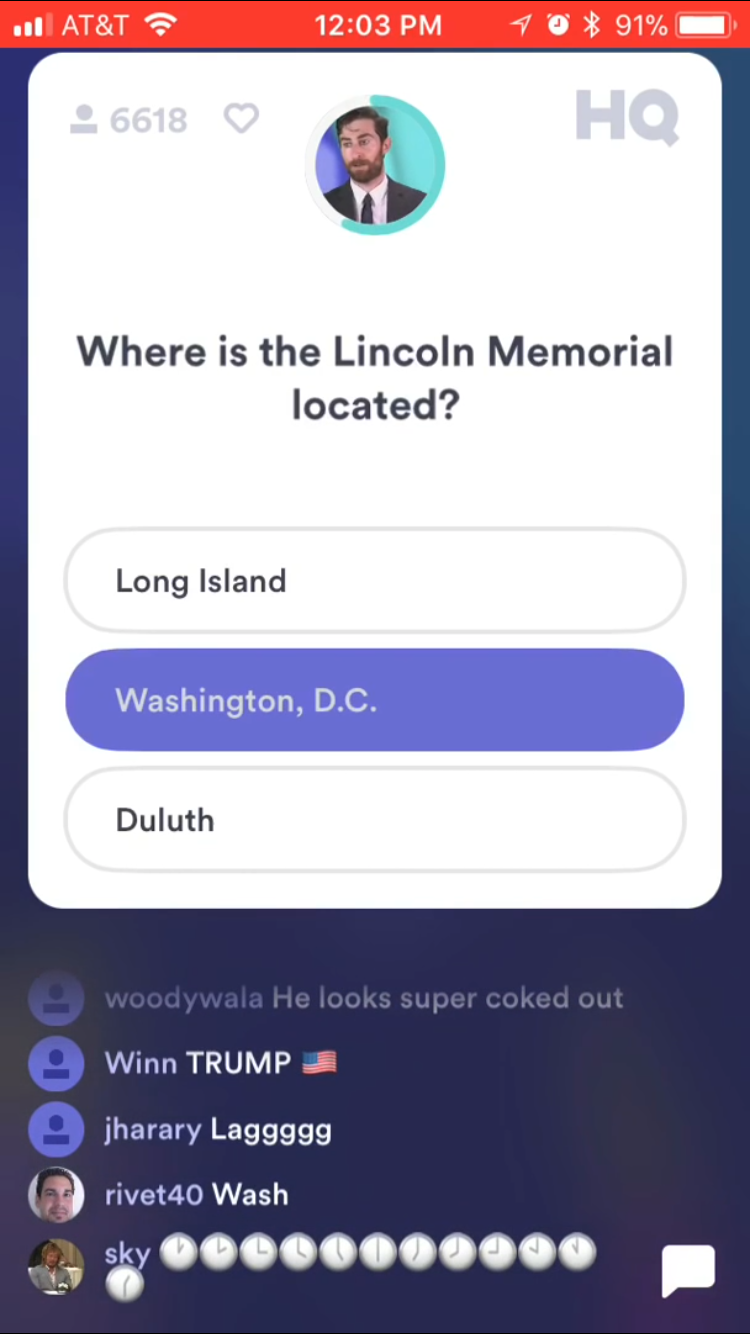 AT&T 12:03 PM 91%
6618 HQ
Where is the Lincoln Memorial
located?
Long Island
Washington, D.C.
Duluth
woodywala He looks super coked out
Winn TRUMP 🇺🇸
jharary Laggggg
rivet40 Wash
sky 🕐🕑🕒🕓🕔🕕🕖🕗🕘🕙🕚
🕜